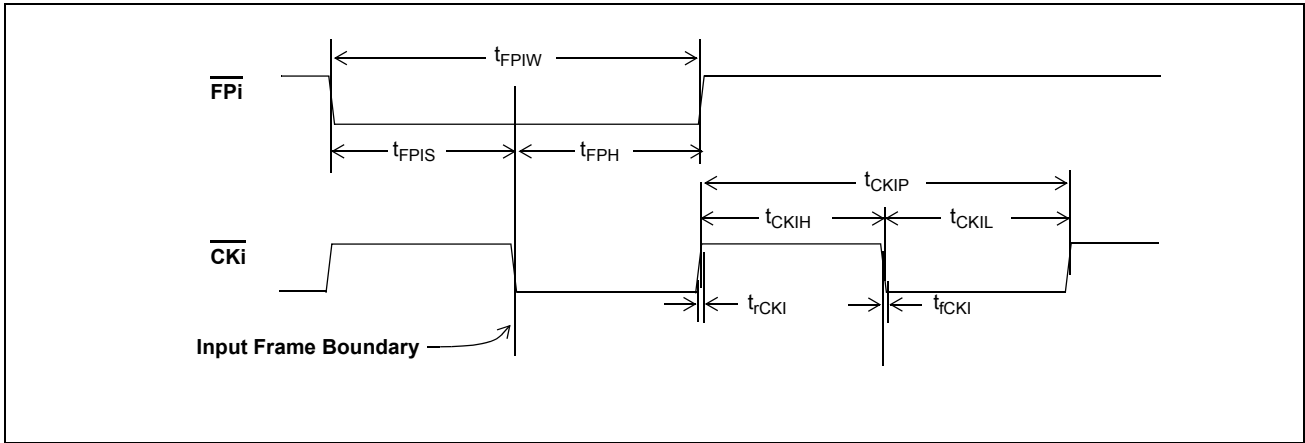 tFPIW
FPi
tFPIS
tFPH
tCKIP
tCKIH
tCKIL
CKi
trCKI
tfCKI
Input Frame Boundary